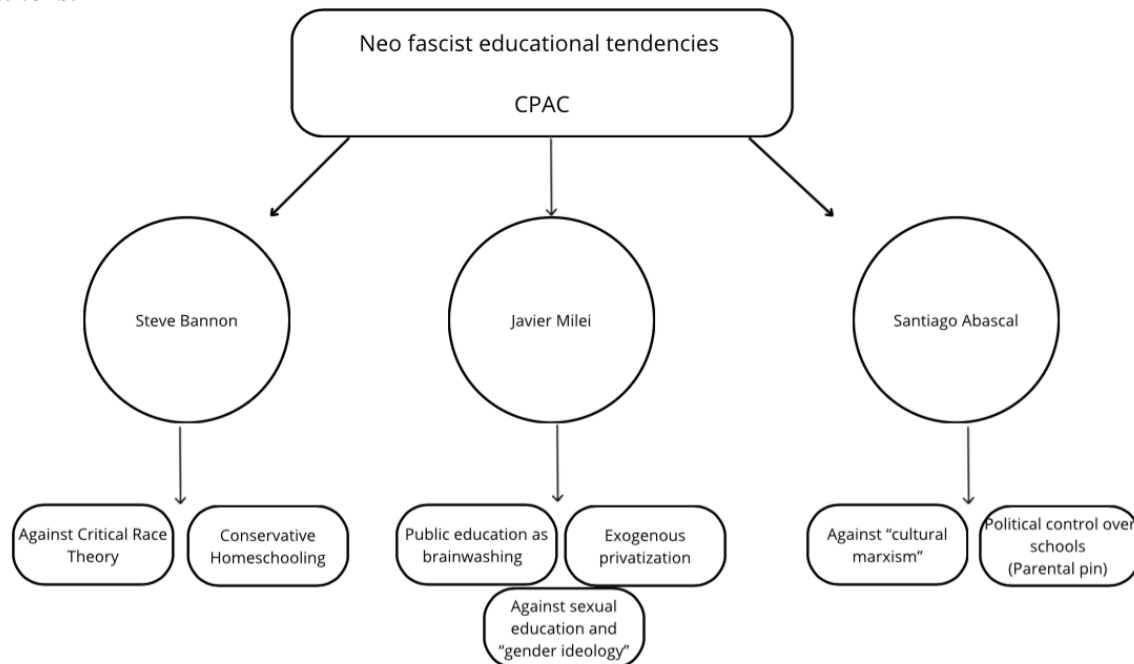 Neo fascist educational tendencies
CPAC
Steve Bannon
Javier Milei
Santiago Abascal
Against Critical Race
Theory
Conservative
Homeschooling
Public education as
brainwashing
Exogenous
privatization
Against sexual
education and
“gender ideology”
Against “cultural
marxism”
Political control over
schools
(Parental pin)